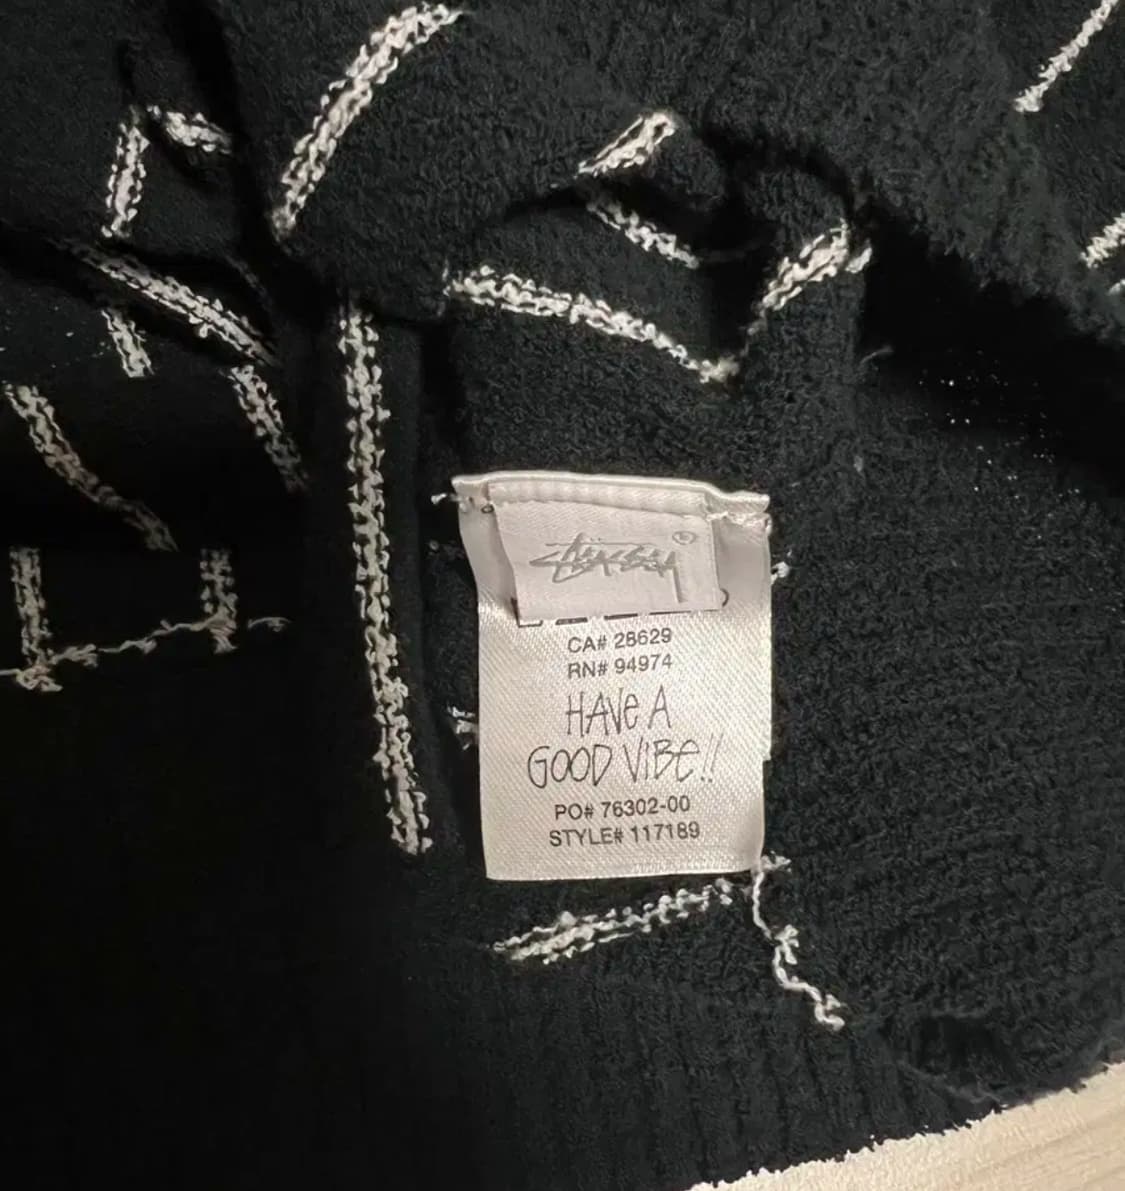 STÜSSY ®
CA# 28629
RN# 94974
HAVE A
GOOD VIBE!!
PO# 76302-00
STYLE# 117189